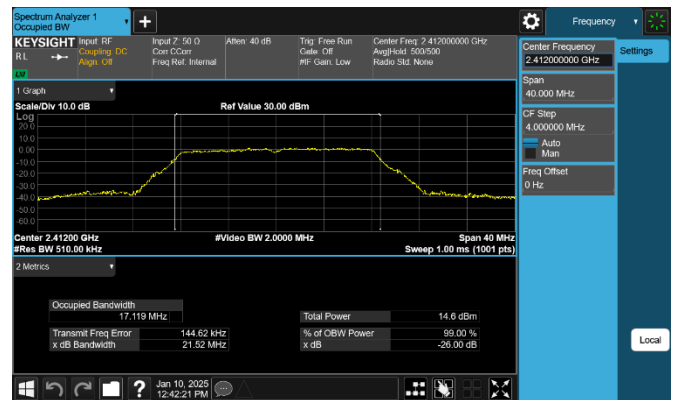 Spectrum Analyzer 1
Occupied BW
Frequency
KEYSIGHT
RL
Input: RF
Coupling: DC
Align: Off
Input Z: 50 Ω
Corr CCorr
Freq Ref: Internal
Atten: 40 dB
Trig: Free Run
Gate: Off
#IF Gain: Low
Center Freq: 2.412000000 GHz
Avg|Hold: 500/500
Radio Std: None
LXI
1 Graph
Scale/Div 10.0 dB
Ref Value 30.00 dBm
Log
20.0
10.0
0.00
-10.0
-20.0
-30.0
-40.0
-50.0
-60.0
Center 2.41200 GHz
#Res BW 510.00 kHz
#Video BW 2.0000 MHz
Span 40 MHz
Sweep 1.00 ms (1001 pts)
2 Metrics
Occupied Bandwidth
17.119 MHz
Total Power 14.6 dBm
Transmit Freq Error 144.62 kHz
% of OBW Power 99.00 %
x dB Bandwidth 21.52 MHz
x dB -26.00 dB
Center Frequency
2.412000000 GHz
Settings
Span
40.000 MHz
CF Step
4.000000 MHz
Auto
Man
Freq Offset
0 Hz
Local
?
Jan 10, 2025
12:42:21 PM